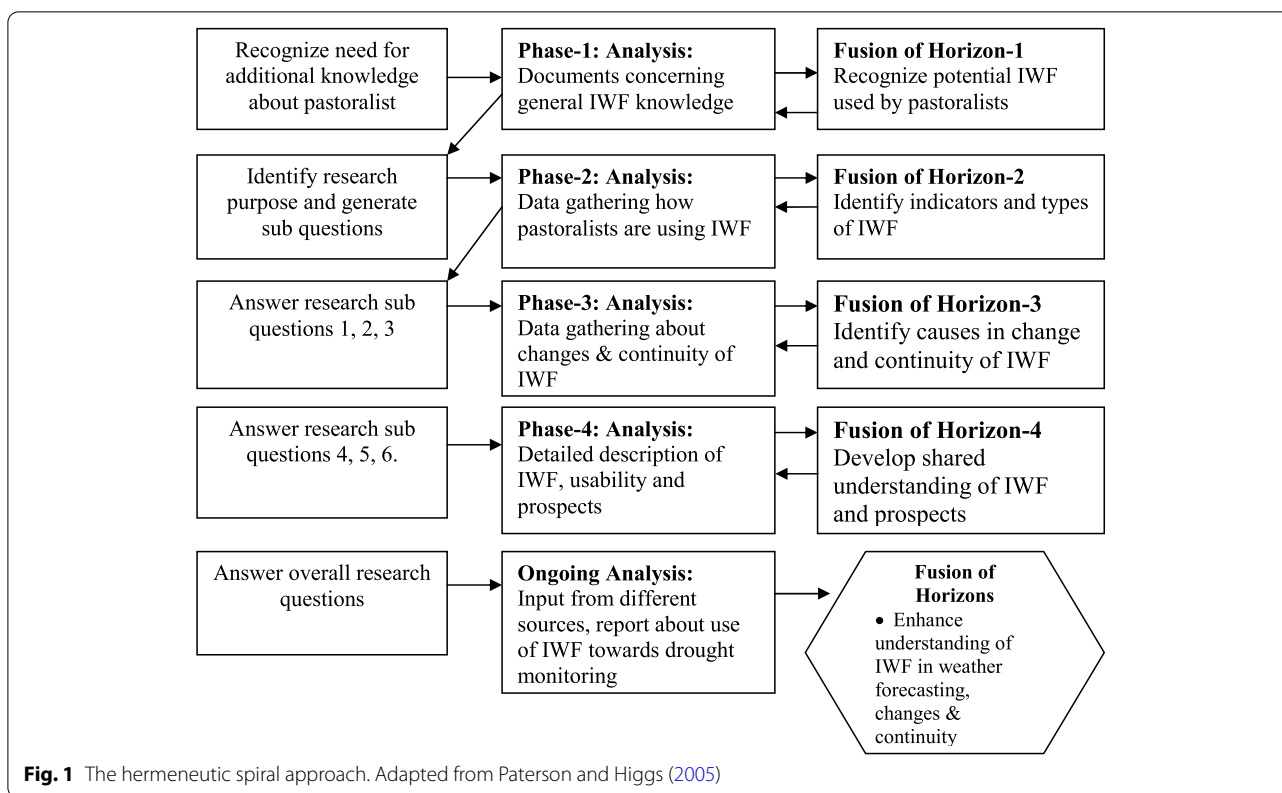 Recognize need for
additional knowledge
about pastoralist
Phase-1: Analysis:
Documents concerning
general IWF knowledge
Fusion of Horizon-1
Recognize potential IWF
used by pastoralists
Identify research
purpose and generate
sub questions
Phase-2: Analysis:
Data gathering how
pastoralists are using IWF
Fusion of Horizon-2
Identify indicators and types
of IWF
Answer research sub
questions 1, 2, 3
Phase-3: Analysis:
Data gathering about
changes & continuity of
IWF
Fusion of Horizon-3
Identify causes in change
and continuity of IWF
Answer research sub
questions 4, 5, 6.
Phase-4: Analysis:
Detailed description of
IWF, usability and
prospects
Fusion of Horizon-4
Develop shared
understanding of IWF
and prospects
Answer overall research
questions
Ongoing Analysis:
Input from different
sources, report about use
of IWF towards drought
monitoring
Fusion of
Horizons
• Enhance
understanding of
IWF in weather
forecasting,
changes &
continuity
Fig. 1 The hermeneutic spiral approach. Adapted from Paterson and Higgs (2005)